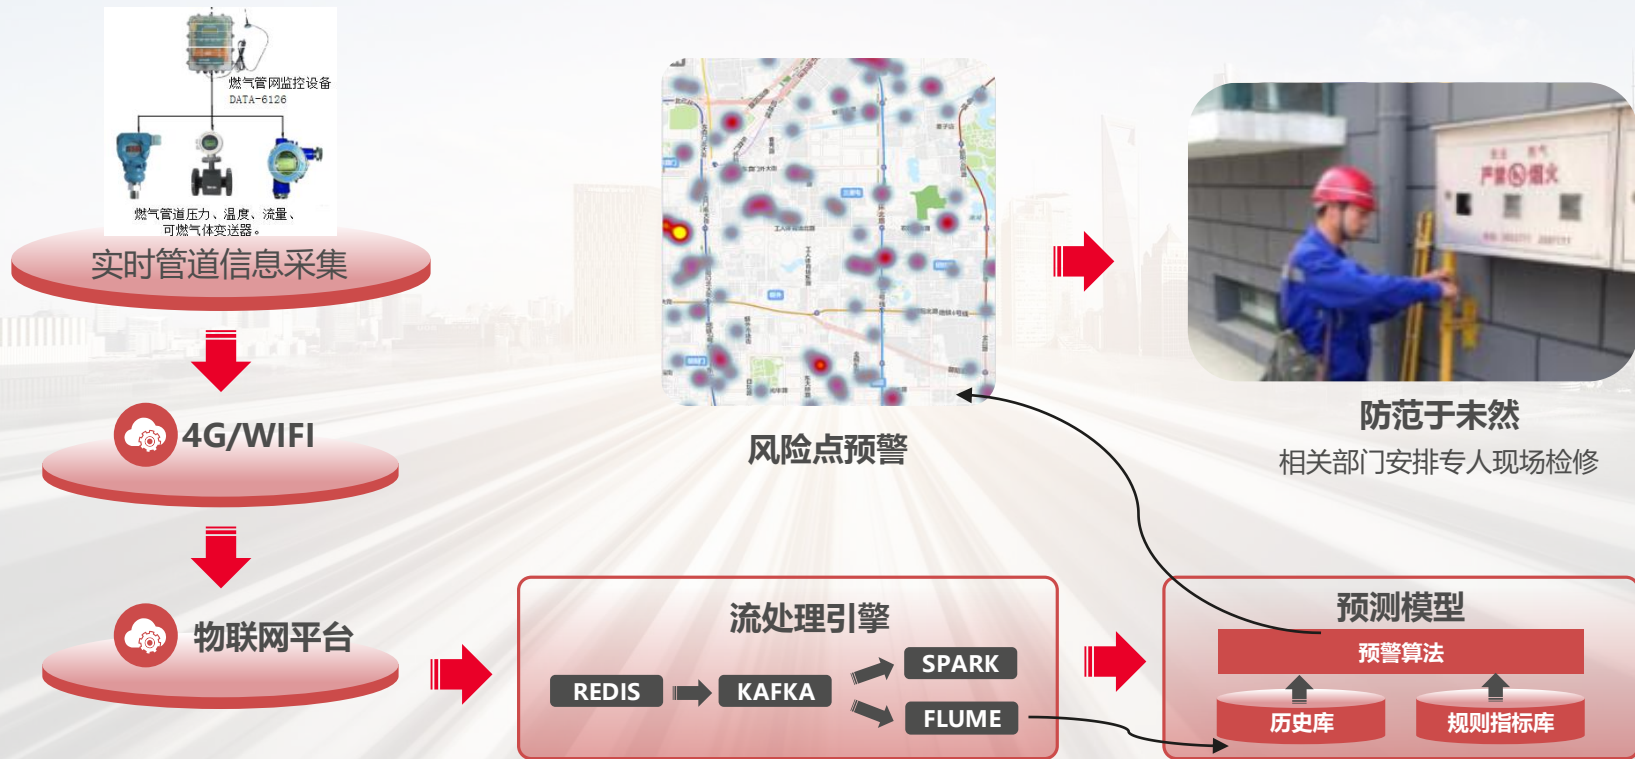 燃气管网监控设备
DATA-6126
燃气管道压力、温度、流量、
可燃气体变送器。
实时管道信息采集
4G/WIFI
物联网平台
流处理引擎
REDIS
KAFKA
SPARK
FLUME
预测模型
预警算法
历史库
规则指标库
风险点预警
严禁烟火
防范于未然
相关部门安排专人现场检修